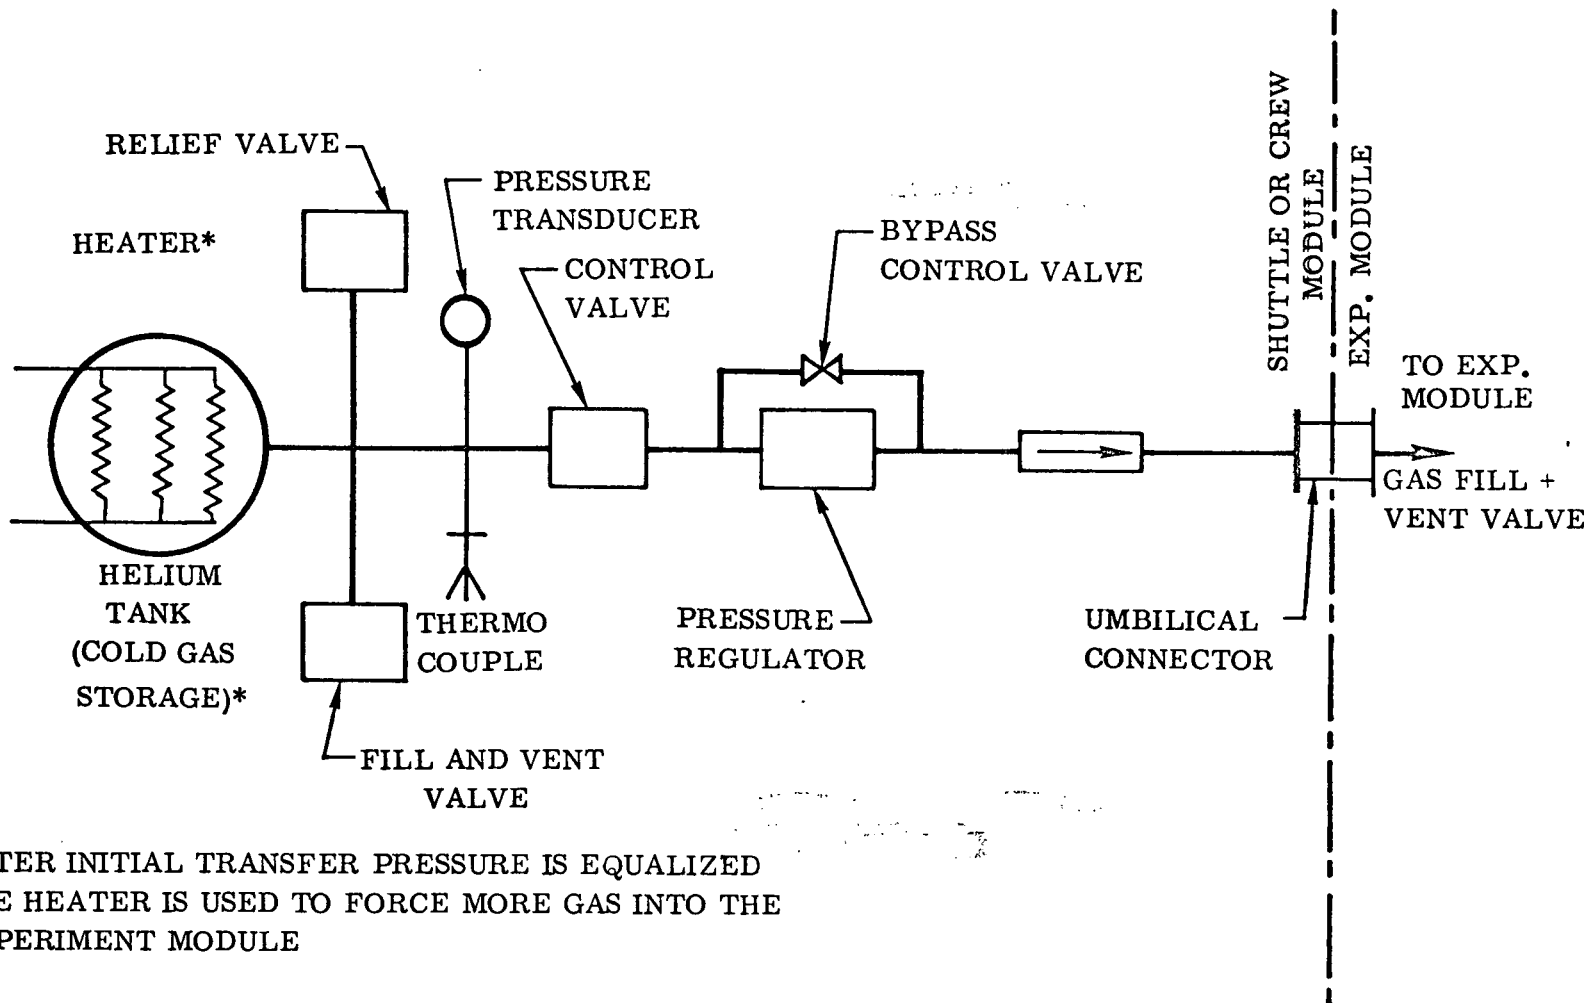 RELIEF VALVE
HEATER*
PRESSURE
TRANSDUCER
CONTROL
VALVE
BYPASS
CONTROL VALVE
SHUTTLE OR CREW
MODULE
EXP. MODULE
TO EXP.
MODULE
GAS FILL +
VENT VALVE
HELIUM
TANK
(COLD GAS
STORAGE)*
THERMO
COUPLE
PRESSURE
REGULATOR
UMBILICAL
CONNECTOR
FILL AND VENT
VALVE
TER INITIAL TRANSFER PRESSURE IS EQUALIZED
E HEATER IS USED TO FORCE MORE GAS INTO THE
PERIMENT MODULE